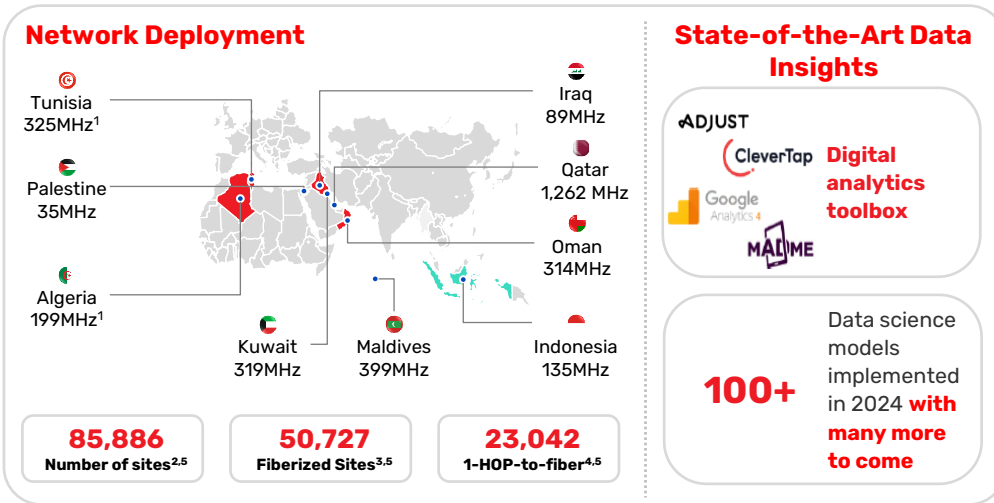 Network Deployment
Tunisia
325MHz¹
Palestine
35MHz
Algeria
199MHz¹
Kuwait
319MHz
Maldives
399MHz
Iraq
89MHz
Qatar
1,262 MHz
Oman
314MHz
Indonesia
135MHz
85,886
Number of sites²,⁵
50,727
Fiberized Sites³,⁵
23,042
1-HOP-to-fiber⁴,⁵
State-of-the-Art Data
Insights
ADJUST
CleverTap
Google
Analytics 4
MADME
Digital
analytics
toolbox
100+
Data science
models
implemented
in 2024 with
many more
to come